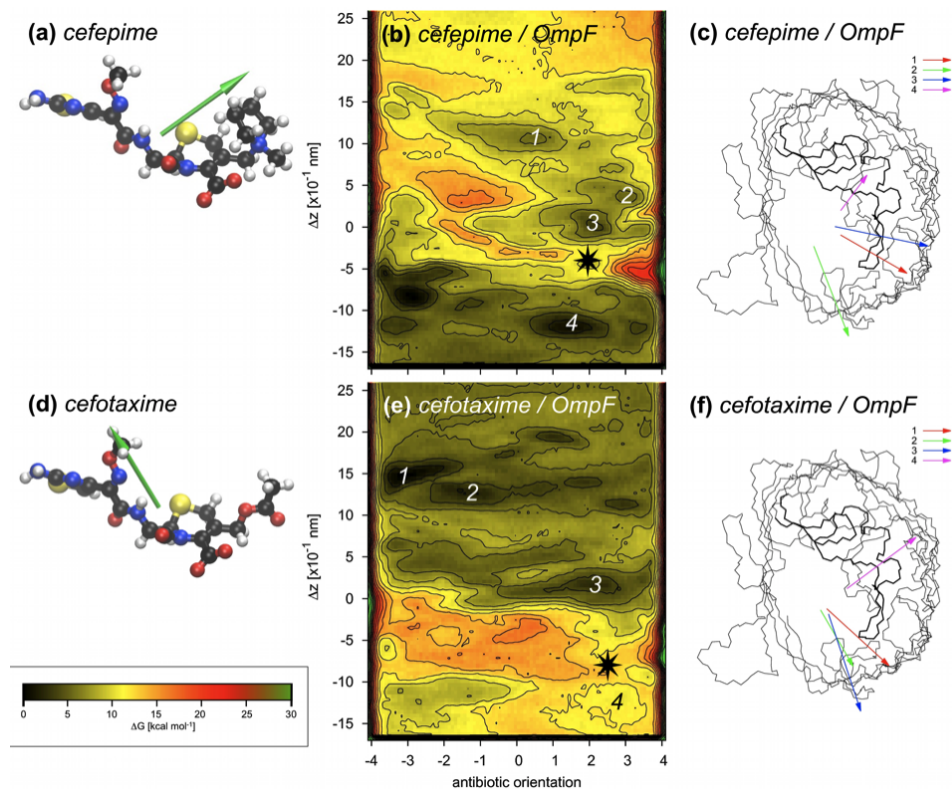 (a) cefepime
(b) cefepime / OmpF
(c) cefepime / OmpF
1
2
3
4
Δz [x10⁻¹ nm]
25
20
15
10
5
0
-5
-10
-15
1
2
3
4
(d) cefotaxime
(e) cefotaxime / OmpF
(f) cefotaxime / OmpF
1
2
3
4
Δz [x10⁻¹ nm]
25
20
15
10
5
0
-5
-10
-15
1
2
3
4
0 5 10 15 20 25 30
ΔG [kcal mol⁻¹]
-4 -3 -2 -1 0 1 2 3 4
antibiotic orientation